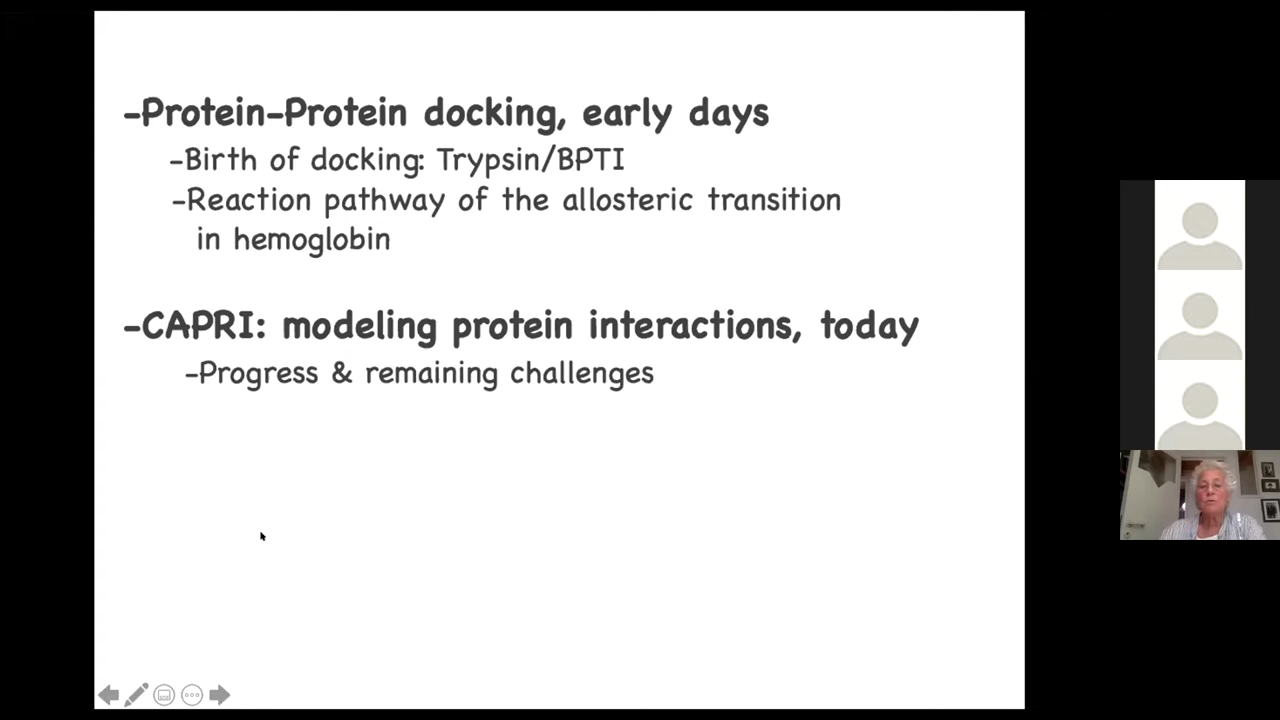 -Protein-Protein docking, early days
-Birth of docking: Trypsin/BPTI
-Reaction pathway of the allosteric transition
in hemoglobin
-CAPRI: modeling protein interactions, today
-Progress & remaining challenges